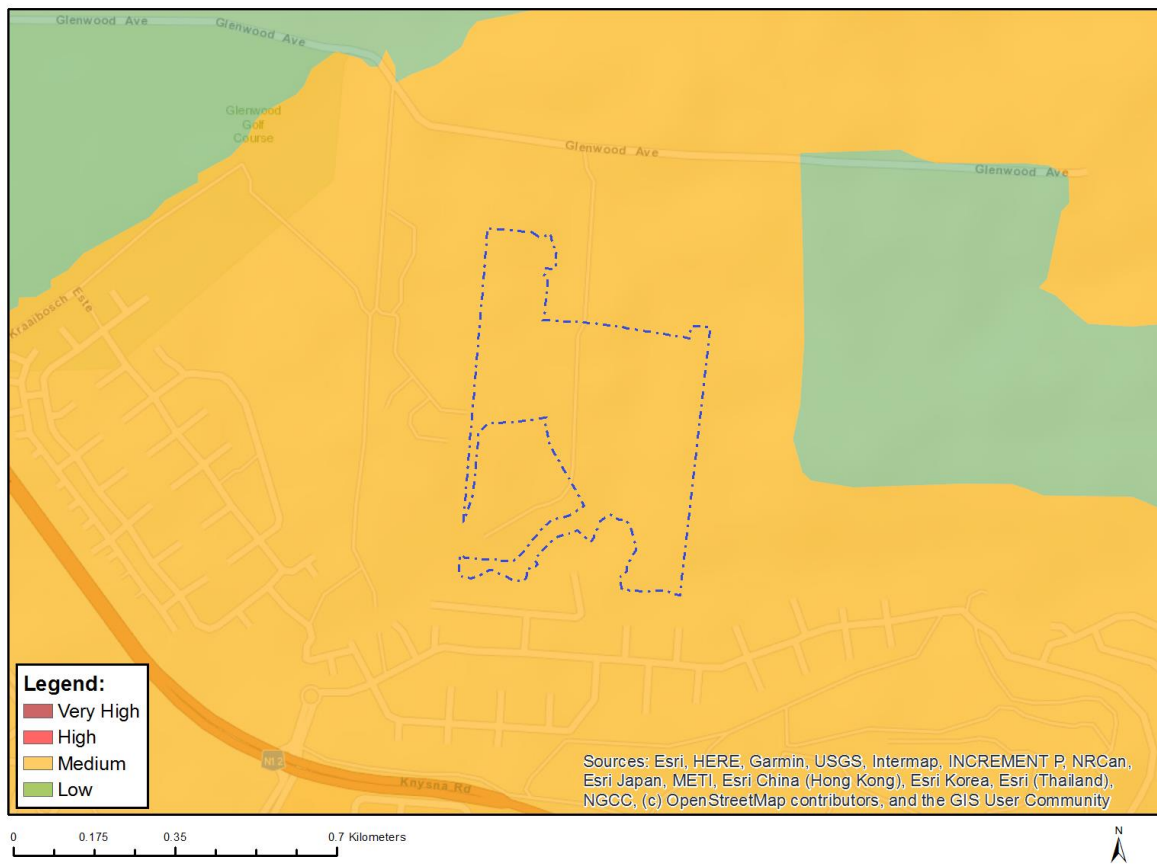 Glenwood Ave
Glenwood Ave
Glenwood
Golf
Course
Glenwood Ave
Glenwood Ave
Kraaibosch Este
N12
Knysna Rd
Legend:
Very High
High
Medium
Low
Sources: Esri, HERE, Garmin, USGS, Intermap, INCREMENT P, NRCan,
Esri Japan, METI, Esri China (Hong Kong), Esri Korea, Esri (Thailand),
NGCC, (c) OpenStreetMap contributors, and the GIS User Community
0 0.175 0.35 0.7 Kilometers
N